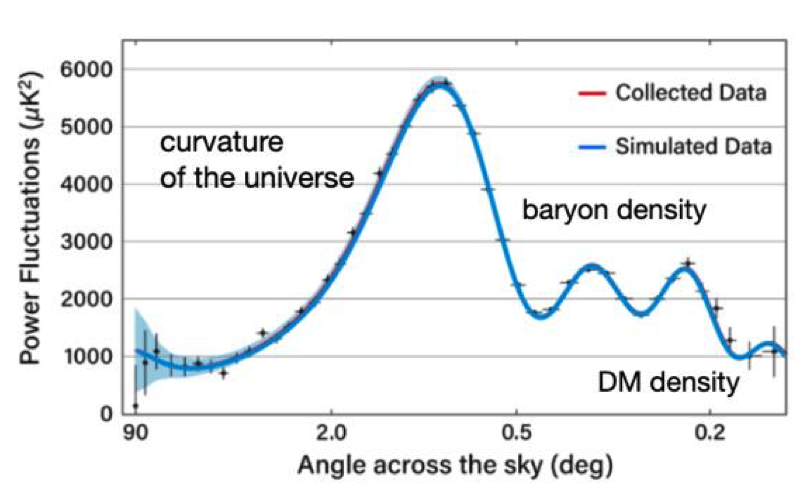 6000
5000
4000
3000
2000
1000
0
Power Fluctuations (μK²)
Collected Data
Simulated Data
curvature
of the universe
baryon density
DM density
90
2.0
0.5
0.2
Angle across the sky (deg)